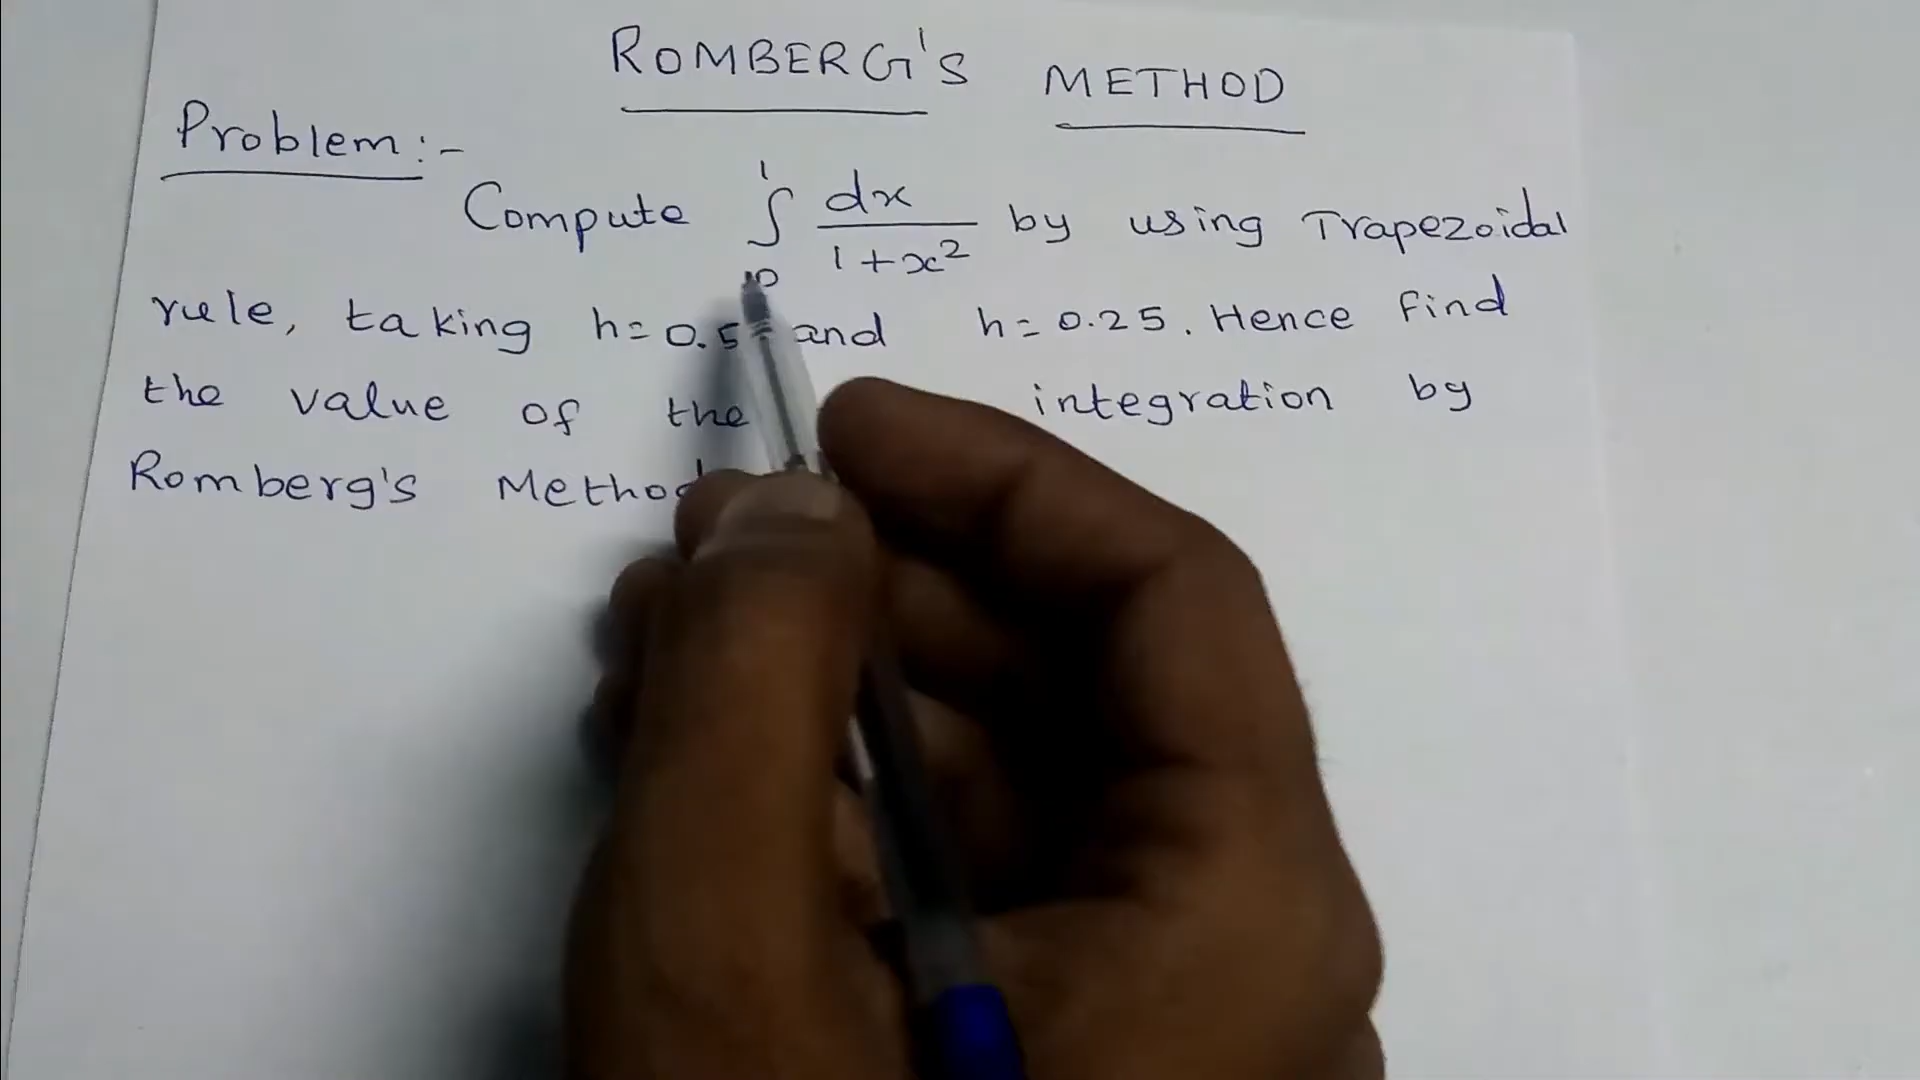 ROMBERG's METHOD
Problem:-
Compute ∫₀¹ dx/(1+x²) by using Trapezoidal
rule, taking h=0.5 and h=0.25. Hence find
the value of the integration by
Romberg's Method